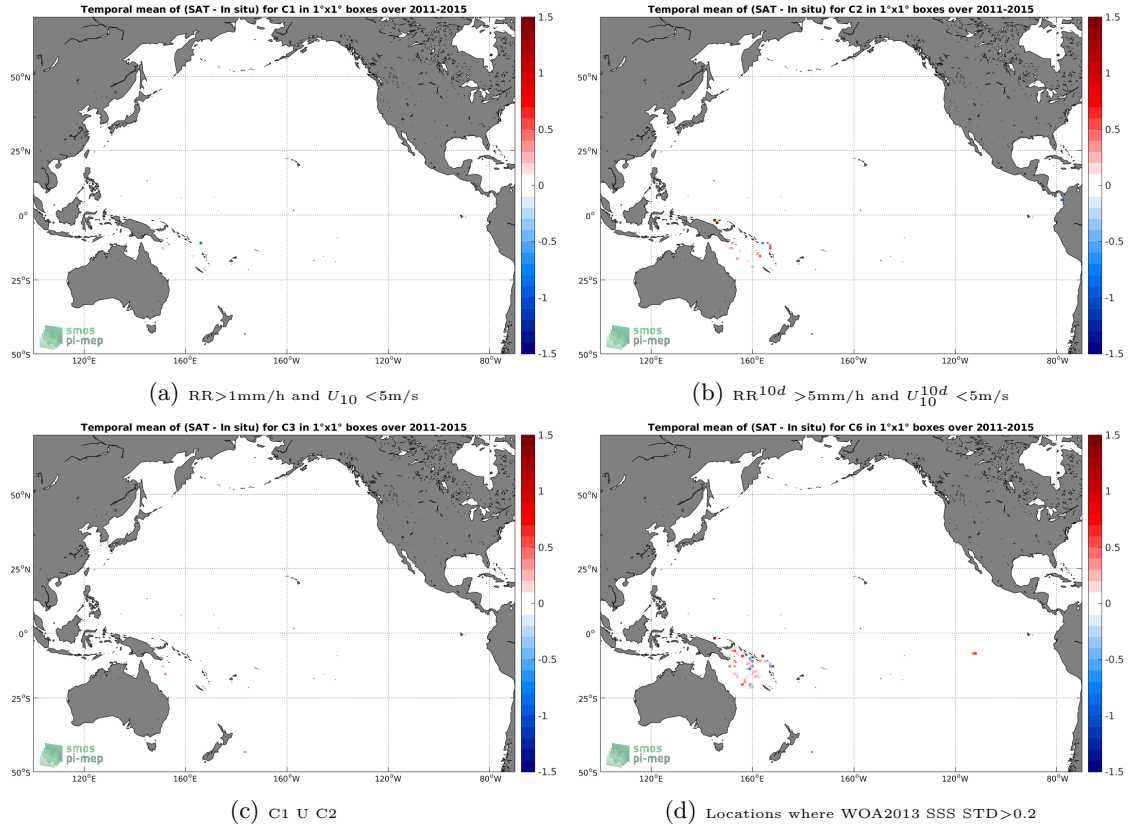 Temporal mean of (SAT - In situ) for C1 in 1°x1° boxes over 2011-2015
50°N
25°N
0°
25°S
50°S
120°E
160°E
160°W
120°W
80°W
1.5
1
0.5
0
-0.5
-1
-1.5
smos
pi-mep
(a) RR>1mm/h and U10 <5m/s
Temporal mean of (SAT - In situ) for C2 in 1°x1° boxes over 2011-2015
50°N
25°N
0°
25°S
50°S
120°E
160°E
160°W
120°W
80°W
1.5
1
0.5
0
-0.5
-1
-1.5
smos
pi-mep
(b) RR10d >5mm/h and U10d10 <5m/s
Temporal mean of (SAT - In situ) for C3 in 1°x1° boxes over 2011-2015
50°N
25°N
0°
25°S
50°S
120°E
160°E
160°W
120°W
80°W
1.5
1
0.5
0
-0.5
-1
-1.5
smos
pi-mep
(c) C1 U C2
Temporal mean of (SAT - In situ) for C6 in 1°x1° boxes over 2011-2015
50°N
25°N
0°
25°S
50°S
120°E
160°E
160°W
120°W
80°W
1.5
1
0.5
0
-0.5
-1
-1.5
smos
pi-mep
(d) Locations where WOA2013 SSS STD>0.2